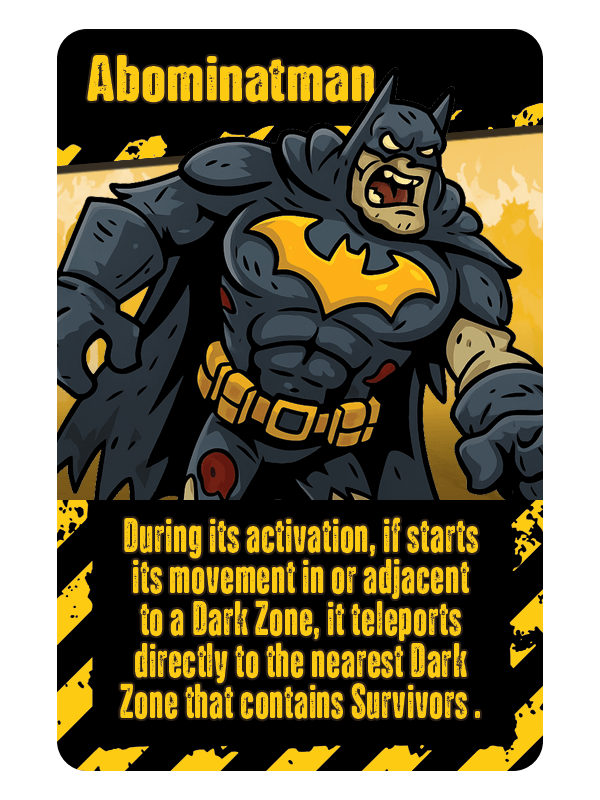 Abominatman
During its activation, if starts
its movement in or adjacent
to a Dark Zone, it teleports
directly to the nearest Dark
Zone that contains Survivors .